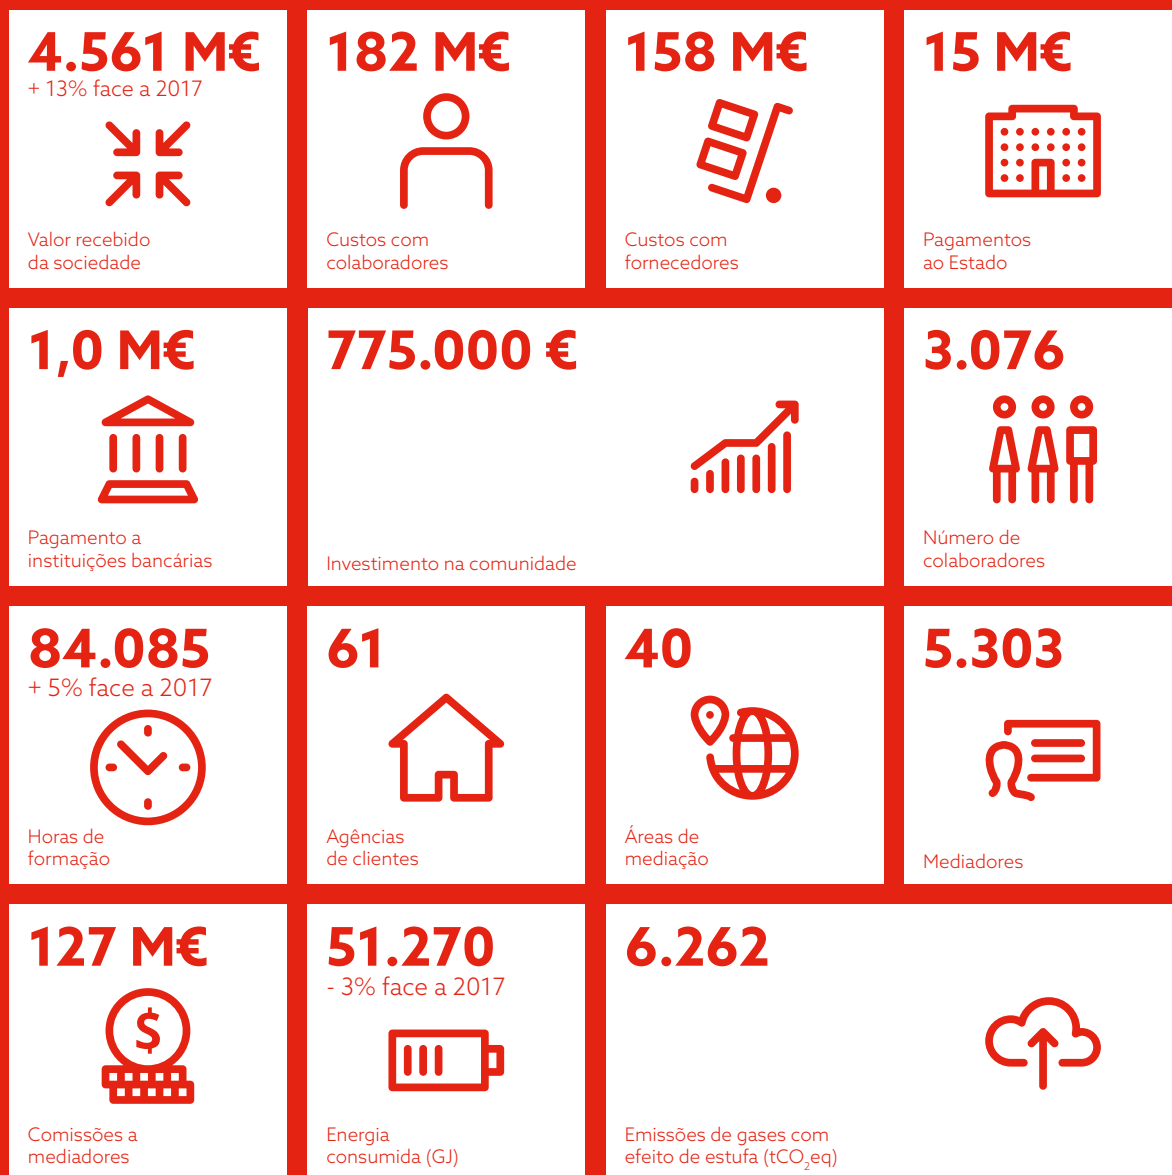 4.561 M€
+ 13% face a 2017
Valor recebido
da sociedade
182 M€
Custos com
colaboradores
158 M€
Custos com
fornecedores
15 M€
Pagamentos
ao Estado
1,0 M€
Pagamento a
instituições bancárias
775.000 €
Investimento na comunidade
3.076
Número de
colaboradores
84.085
+ 5% face a 2017
Horas de
formação
61
Agências
de clientes
40
Áreas de
mediação
5.303
Mediadores
127 M€
$
Comissões a
mediadores
51.270
- 3% face a 2017
Energia
consumida (GJ)
6.262
Emissões de gases com
efeito de estufa (tCO₂eq)